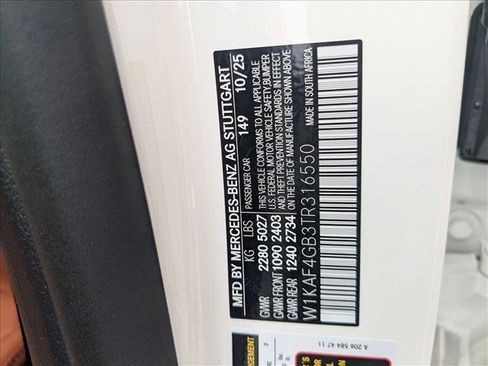 MFD BY MERCEDES-BENZ AG STUTTGART
PASSENGER CAR 149 10/25
KG LBS
GVWR 2280 5027
GAWR FRONT 1090 2403
GAWR REAR 1240 2734
THIS VEHICLE CONFORMS TO ALL APPLICABLE
U.S. FEDERAL MOTOR VEHICLE SAFETY, BUMPER,
AND THEFT PREVENTION STANDARDS IN EFFECT
ON THE DATE OF MANUFACTURE SHOWN ABOVE.
W1KAF4GB3TR316550
MADE IN SOUTH AFRICA
A 206 584 47 11